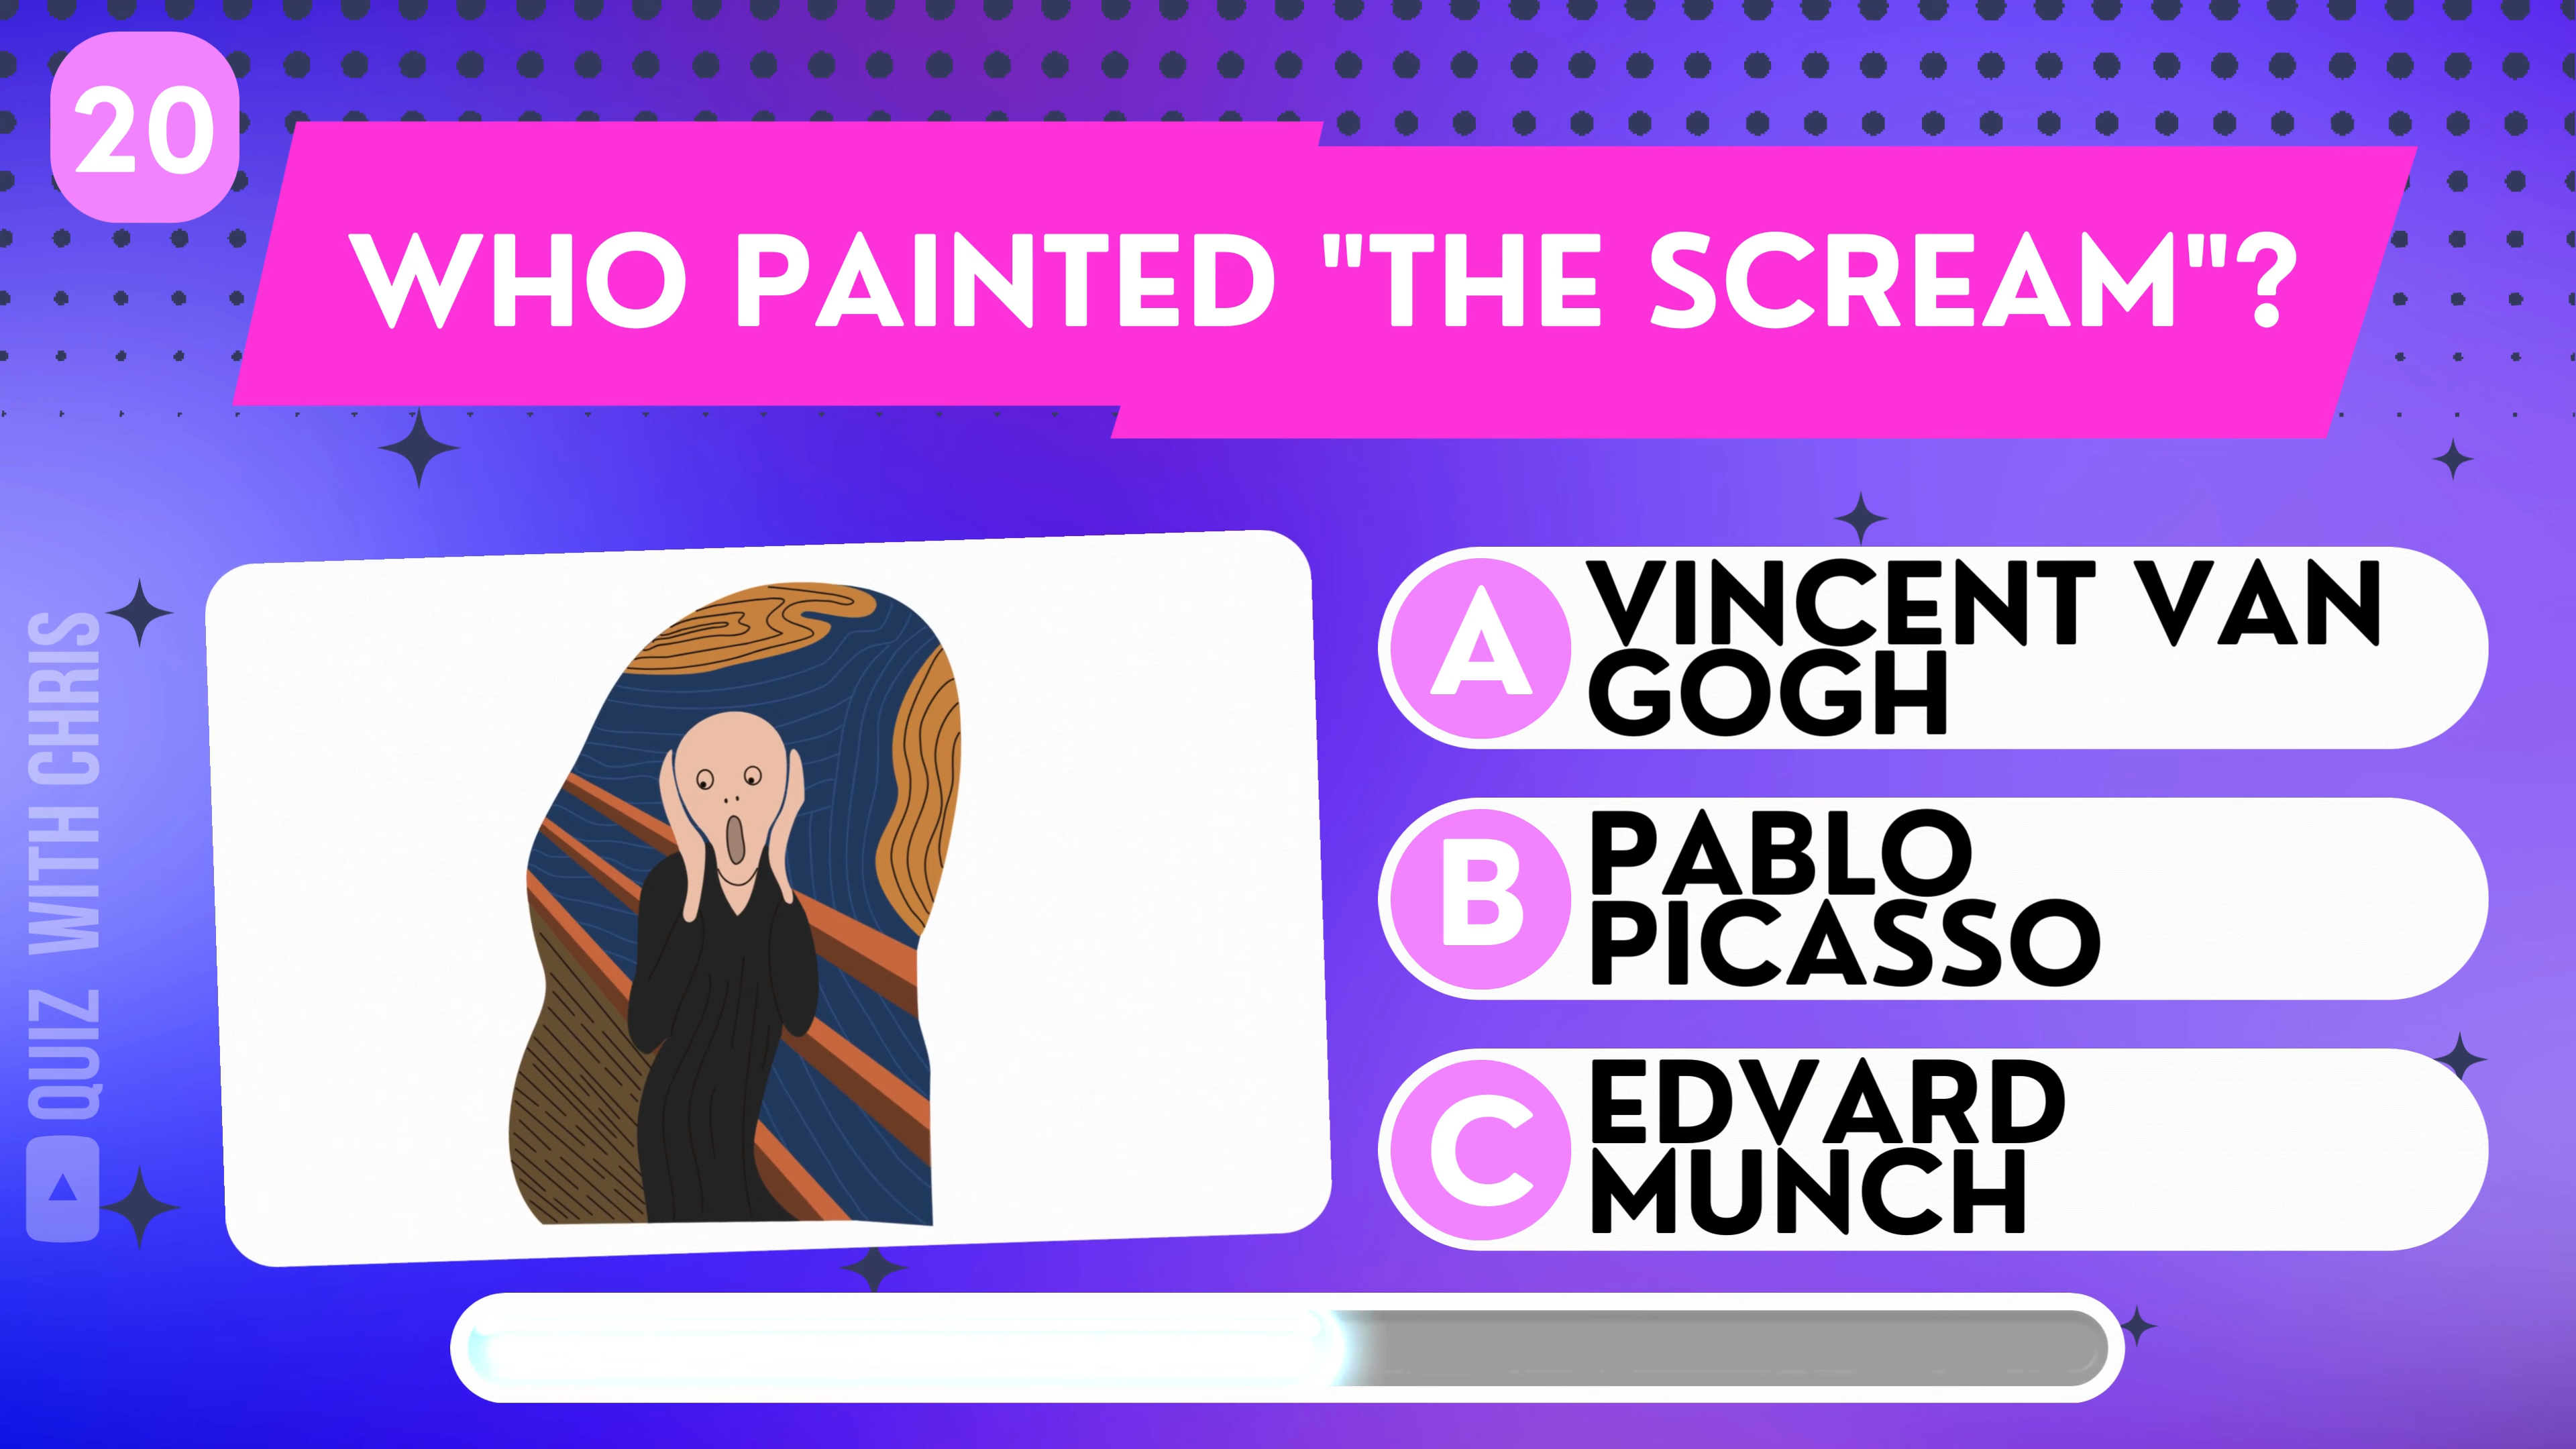 20
WHO PAINTED "THE SCREAM"?
A
VINCENT VAN
GOGH
B
PABLO
PICASSO
C
EDVARD
MUNCH
QUIZ WITH CHRIS